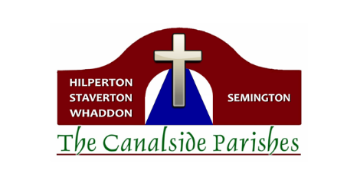 HILPERTON
STAVERTON
WHADDON
SEMINGTON
The Canalside Parishes